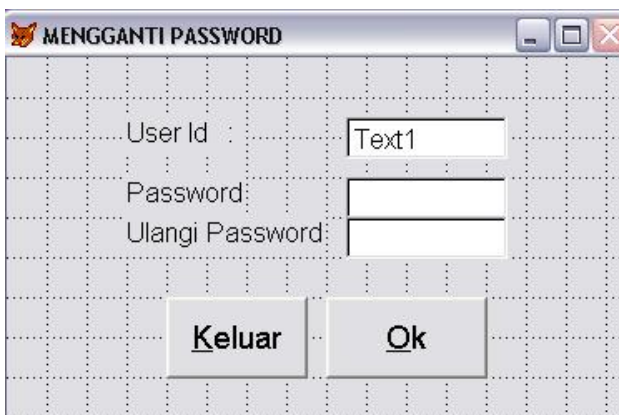 MENGGANTI PASSWORD
User Id : Text1
Password
Ulangi Password
Keluar Ok